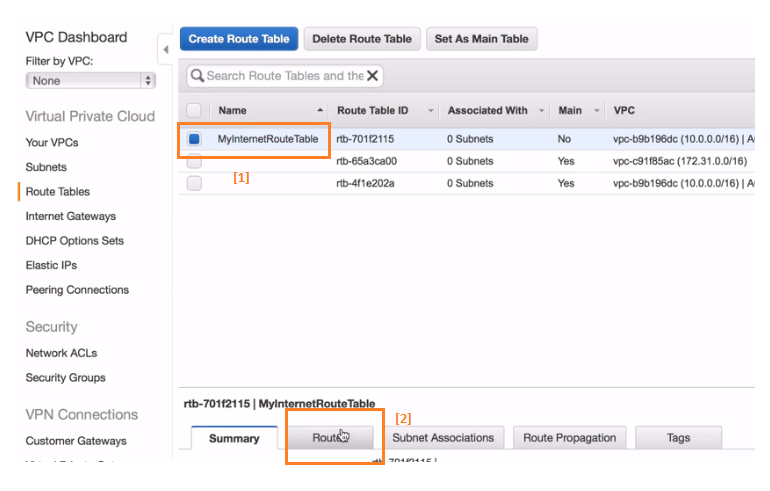 VPC Dashboard
Filter by VPC:
None
Virtual Private Cloud
Your VPCs
Subnets
Route Tables
Internet Gateways
DHCP Options Sets
Elastic IPs
Peering Connections
Security
Network ACLs
Security Groups
VPN Connections
Customer Gateways
Create Route Table Delete Route Table Set As Main Table
Search Route Tables and the
Name Route Table ID Associated With Main VPC
MyInternetRouteTable rtb-701f2115 0 Subnets No vpc-b9b196dc (10.0.0.0/16) |
rtb-65a3ca00 0 Subnets Yes vpc-c91f85ac (172.31.0.0/16)
rtb-4f1e202a 0 Subnets Yes vpc-b9b196dc (10.0.0.0/16) |
[1]
rtb-701f2115 | MyInternetRouteTable
[2]
Summary Routes Subnet Associations Route Propagation Tags